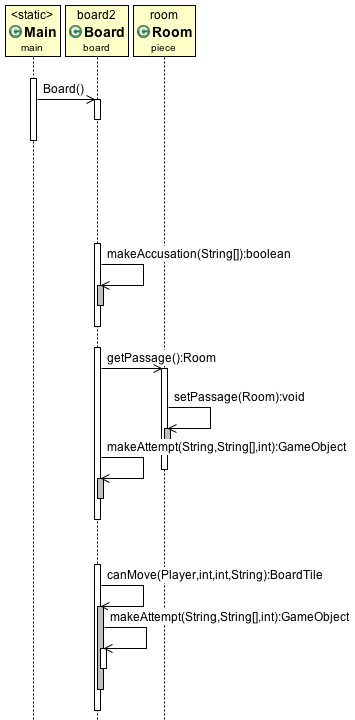 <static>
C Main
main
board2
C Board
board
room
C Room
piece
Board()
makeAccusation(String[]):boolean
getPassage():Room
setPassage(Room):void
makeAttempt(String,String[],int):GameObject
canMove(Player,int,int,String):BoardTile
makeAttempt(String,String[],int):GameObject